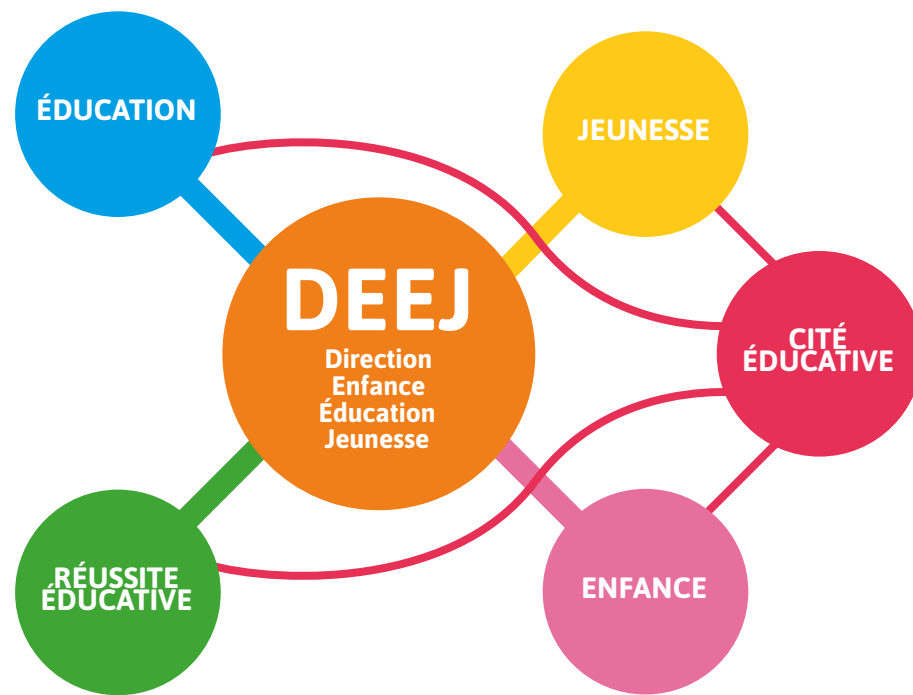 ÉDUCATION
JEUNESSE
DEEJ
Direction
Enfance
Éducation
Jeunesse
CITÉ
ÉDUCATIVE
RÉUSSITE
ÉDUCATIVE
ENFANCE